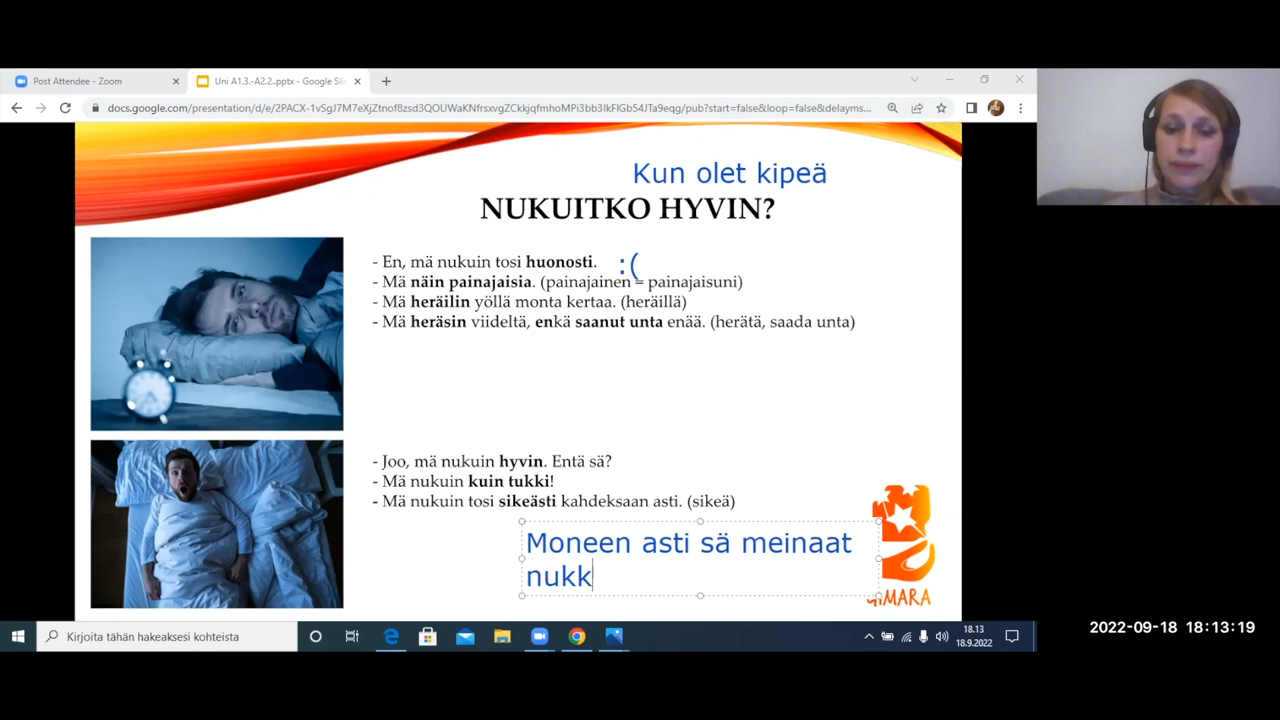 Post Attendee - Zoom
Uni A1.3.-A2.2..pptx - Google Slic
docs.google.com/presentation/d/e/2PACX-1vSgJ7M7eXjZtnof8zsd3QOUWaKNfrsxvgZCkkjqfmhoMPi3bb3IkFlGb54JTa9eqg/pub?start=false&loop=false&delayms...
Kun olet kipeä
NUKUITKO HYVIN?
- En, mä nukuin tosi huonosti. :(
- Mä näin painajaisia. (painajainen = painajaisuni)
- Mä heräilin yöllä monta kertaa. (heräillä)
- Mä heräsin viideltä, enkä saanut unta enää. (herätä, saada unta)
- Joo, mä nukuin hyvin. Entä sä?
- Mä nukuin kuin tukki!
- Mä nukuin tosi sikeästi kahdeksaan asti. (sikeä)
Moneen asti sä meinaat
nukk
Kirjoita tähän hakeaksesi kohteista
18.13
18.9.2022
2022-09-18 18:13:19